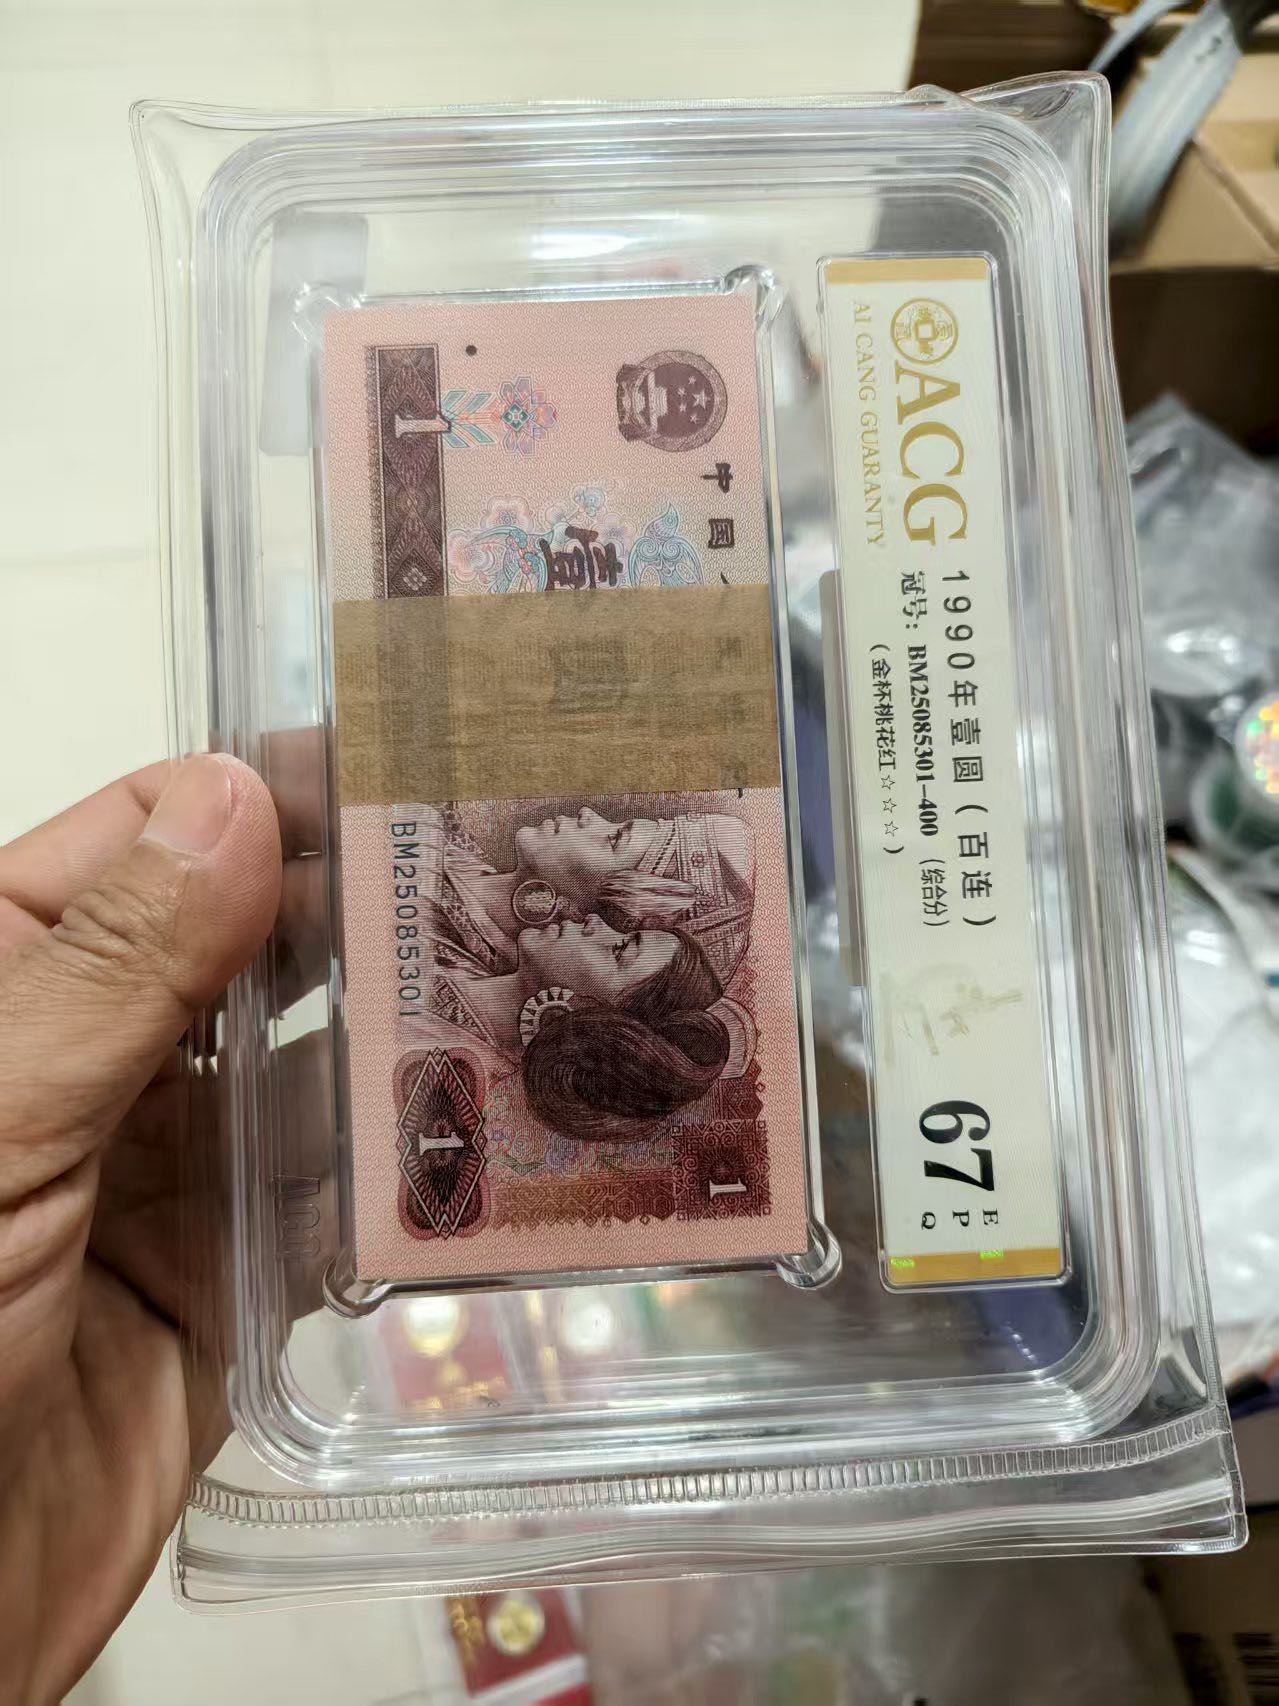 ACG
AI CANG GUARANTY
1990年壹圆（百连）
冠号：BM25085301-400（综合分）
（金杯桃花红☆☆☆）
67
E
P
Q
中国人
壹
1
BM25085301
1
1
ACG